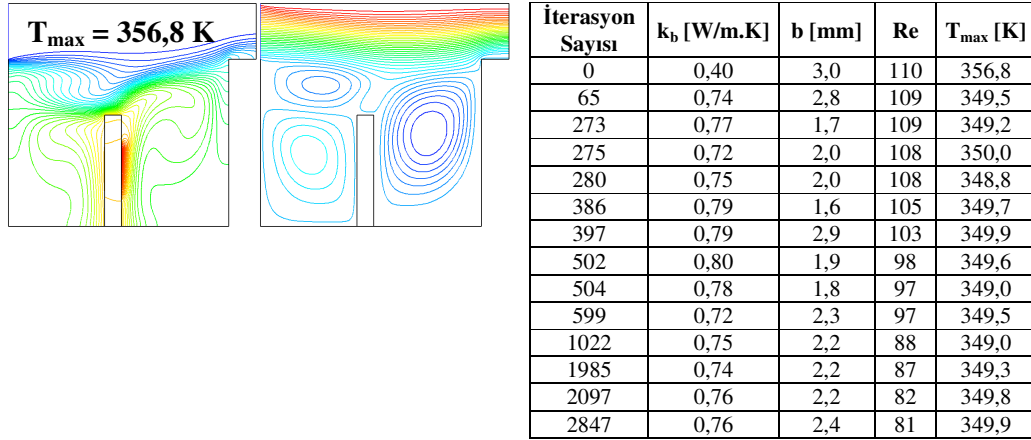 T_max = 356,8 K
İterasyon Sayısı k_b [W/m.K] b [mm] Re T_max [K]
0 0,40 3,0 110 356,8
65 0,74 2,8 109 349,5
273 0,77 1,7 109 349,2
275 0,72 2,0 108 350,0
280 0,75 2,0 108 348,8
386 0,79 1,6 105 349,7
397 0,79 2,9 103 349,9
502 0,80 1,9 98 349,6
504 0,78 1,8 97 349,0
599 0,72 2,3 97 349,5
1022 0,75 2,2 88 349,0
1985 0,74 2,2 87 349,3
2097 0,76 2,2 82 349,8
2847 0,76 2,4 81 349,9